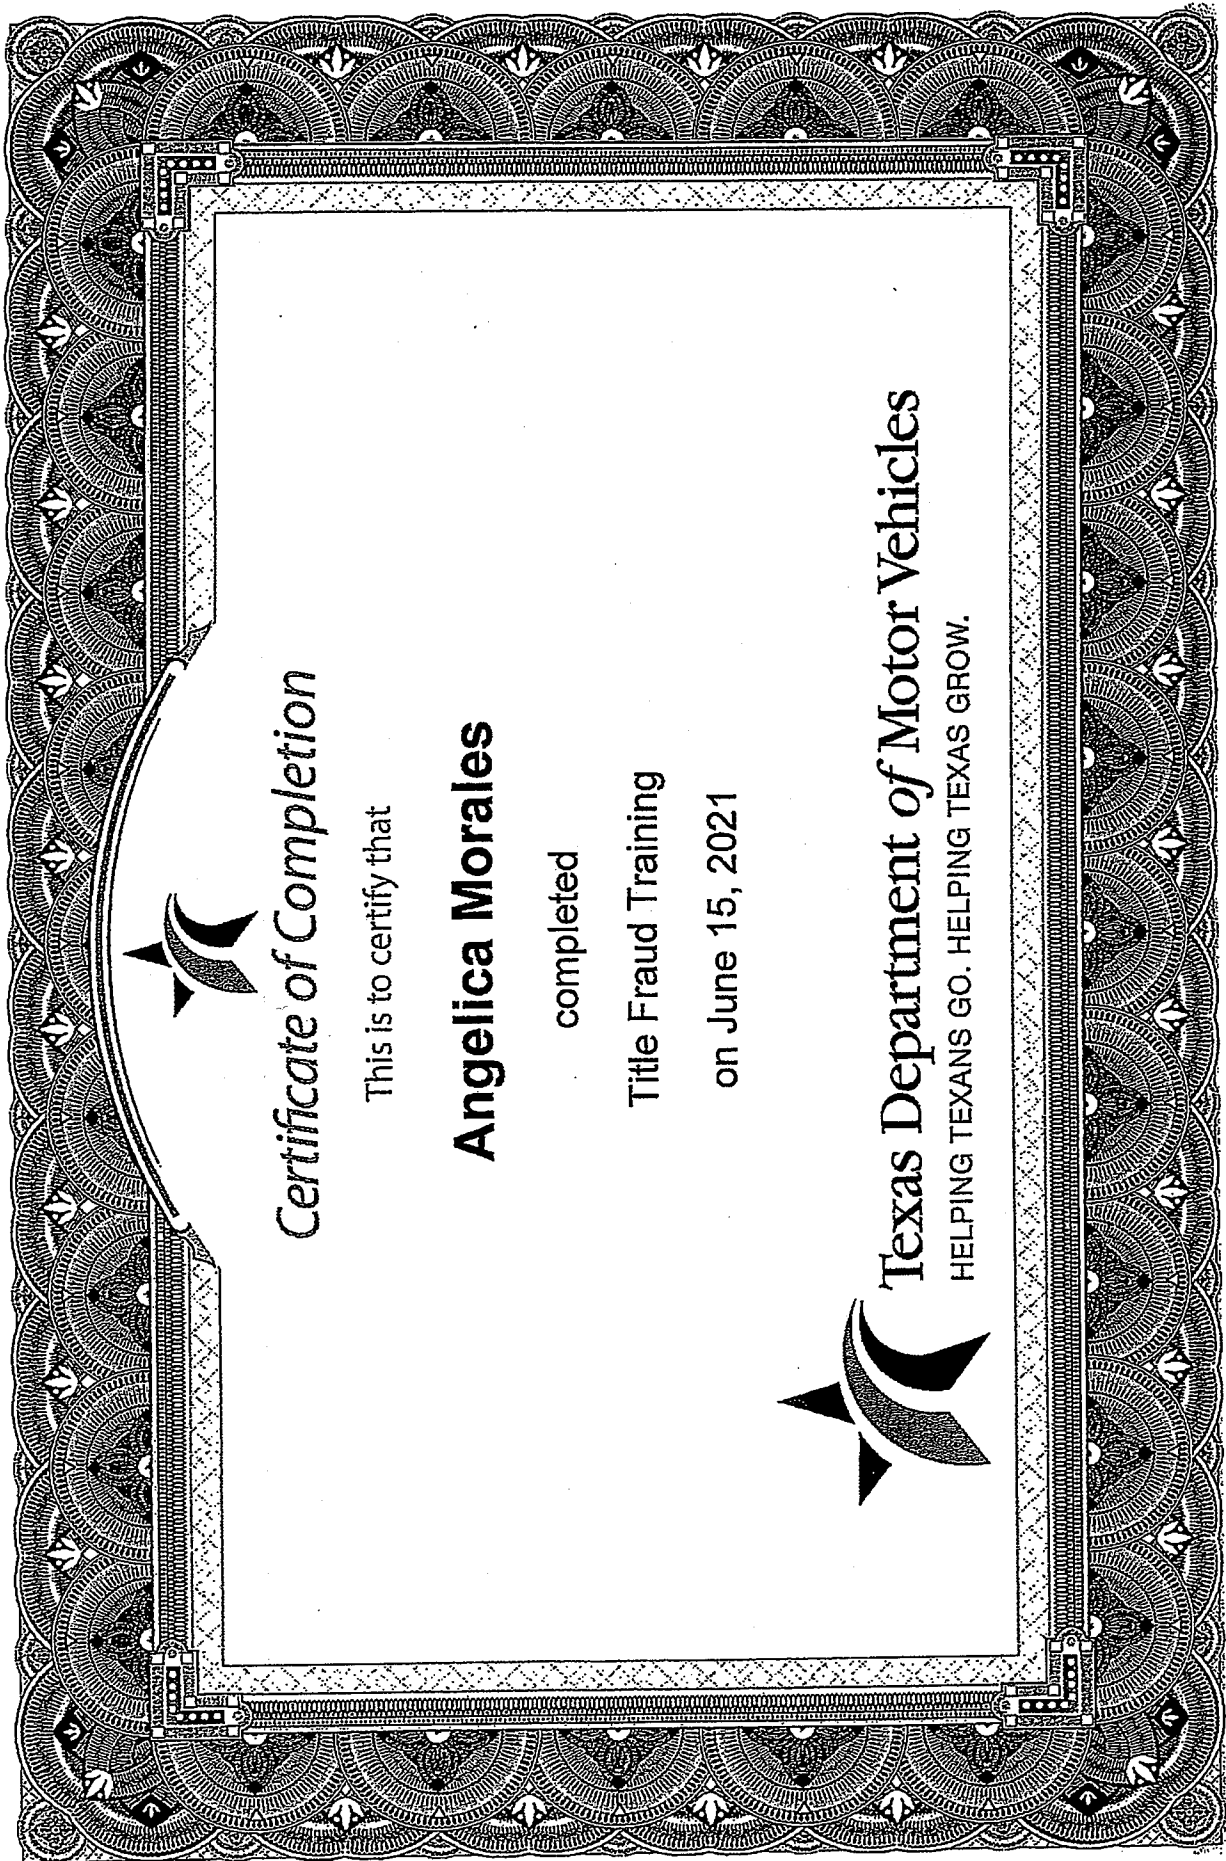 Certificate of Completion
This is to certify that
Angelica Morales
completed
Title Fraud Training
on June 15, 2021
Texas Department of Motor Vehicles
HELPING TEXANS GO. HELPING TEXAS GROW.